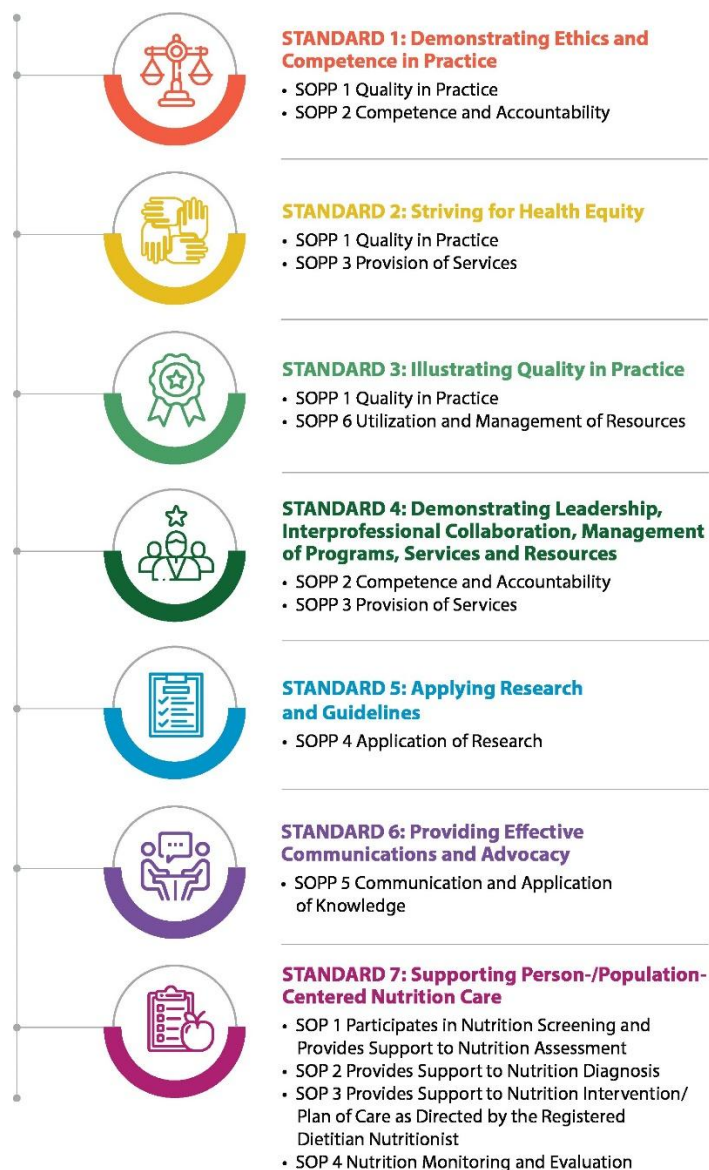 STANDARD 1: Demonstrating Ethics and
Competence in Practice
• SOPP 1 Quality in Practice
• SOPP 2 Competence and Accountability
STANDARD 2: Striving for Health Equity
• SOPP 1 Quality in Practice
• SOPP 3 Provision of Services
STANDARD 3: Illustrating Quality in Practice
• SOPP 1 Quality in Practice
• SOPP 6 Utilization and Management of Resources
STANDARD 4: Demonstrating Leadership,
Interprofessional Collaboration, Management
of Programs, Services and Resources
• SOPP 2 Competence and Accountability
• SOPP 3 Provision of Services
STANDARD 5: Applying Research
and Guidelines
• SOPP 4 Application of Research
STANDARD 6: Providing Effective
Communications and Advocacy
• SOPP 5 Communication and Application
of Knowledge
STANDARD 7: Supporting Person-/Population-
Centered Nutrition Care
• SOP 1 Participates in Nutrition Screening and
Provides Support to Nutrition Assessment
• SOP 2 Provides Support to Nutrition Diagnosis
• SOP 3 Provides Support to Nutrition Intervention/
Plan of Care as Directed by the Registered
Dietitian Nutritionist
• SOP 4 Nutrition Monitoring and Evaluation